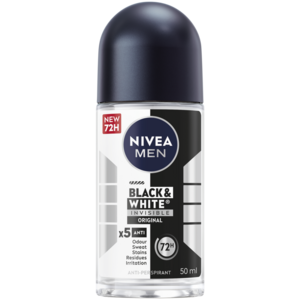 NEW
72H
NIVEA
MEN
BLACK &
WHITE®
INVISIBLE
ORIGINAL
x5 ANTI
Odour
Sweat
Stains
Residues
Irritation
72H
ANTI-PERSPIRANT
50 ml